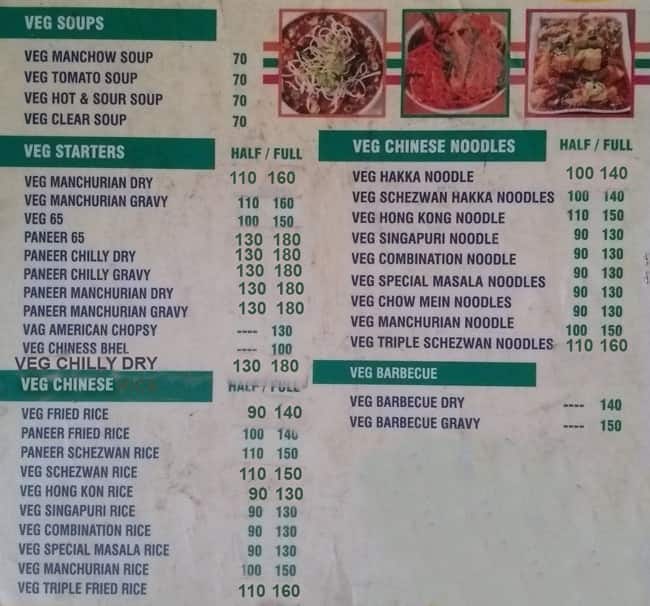 VEG SOUPS
VEG MANCHOW SOUP 70
VEG TOMATO SOUP 70
VEG HOT & SOUR SOUP 70
VEG CLEAR SOUP 70
VEG STARTERS HALF / FULL
VEG MANCHURIAN DRY 110 160
VEG MANCHURIAN GRAVY 110 160
VEG 65 100 150
PANEER 65 130 180
PANEER CHILLY DRY 130 180
PANEER CHILLY GRAVY 130 180
PANEER MANCHURIAN DRY 130 180
PANEER MANCHURIAN GRAVY 130 180
VAG AMERICAN CHOPSY ---- 130
VEG CHINESS BHEL ---- 100
VEG CHILLY DRY 130 180
VEG CHINESE HALF / FULL
VEG FRIED RICE 90 140
PANEER FRIED RICE 100 140
PANEER SCHEZWAN RICE 110 150
VEG SCHEZWAN RICE 110 150
VEG HONG KON RICE 90 130
VEG SINGAPURI RICE 90 130
VEG COMBINATION RICE 90 130
VEG SPECIAL MASALA RICE 90 130
VEG MANCHURIAN RICE 100 150
VEG TRIPLE FRIED RICE 110 160
VEG CHINESE NOODLES HALF / FULL
VEG HAKKA NOODLE 100 140
VEG SCHEZWAN HAKKA NOODLES 100 140
VEG HONG KONG NOODLE 110 150
VEG SINGAPURI NOODLE 90 130
VEG COMBINATION NOODLE 90 130
VEG SPECIAL MASALA NOODLES 90 130
VEG CHOW MEIN NOODLES 90 130
VEG MANCHURIAN NOODLE 100 150
VEG TRIPLE SCHEZWAN NOODLES 110 160
VEG BARBECUE
VEG BARBECUE DRY ---- 140
VEG BARBECUE GRAVY ---- 150